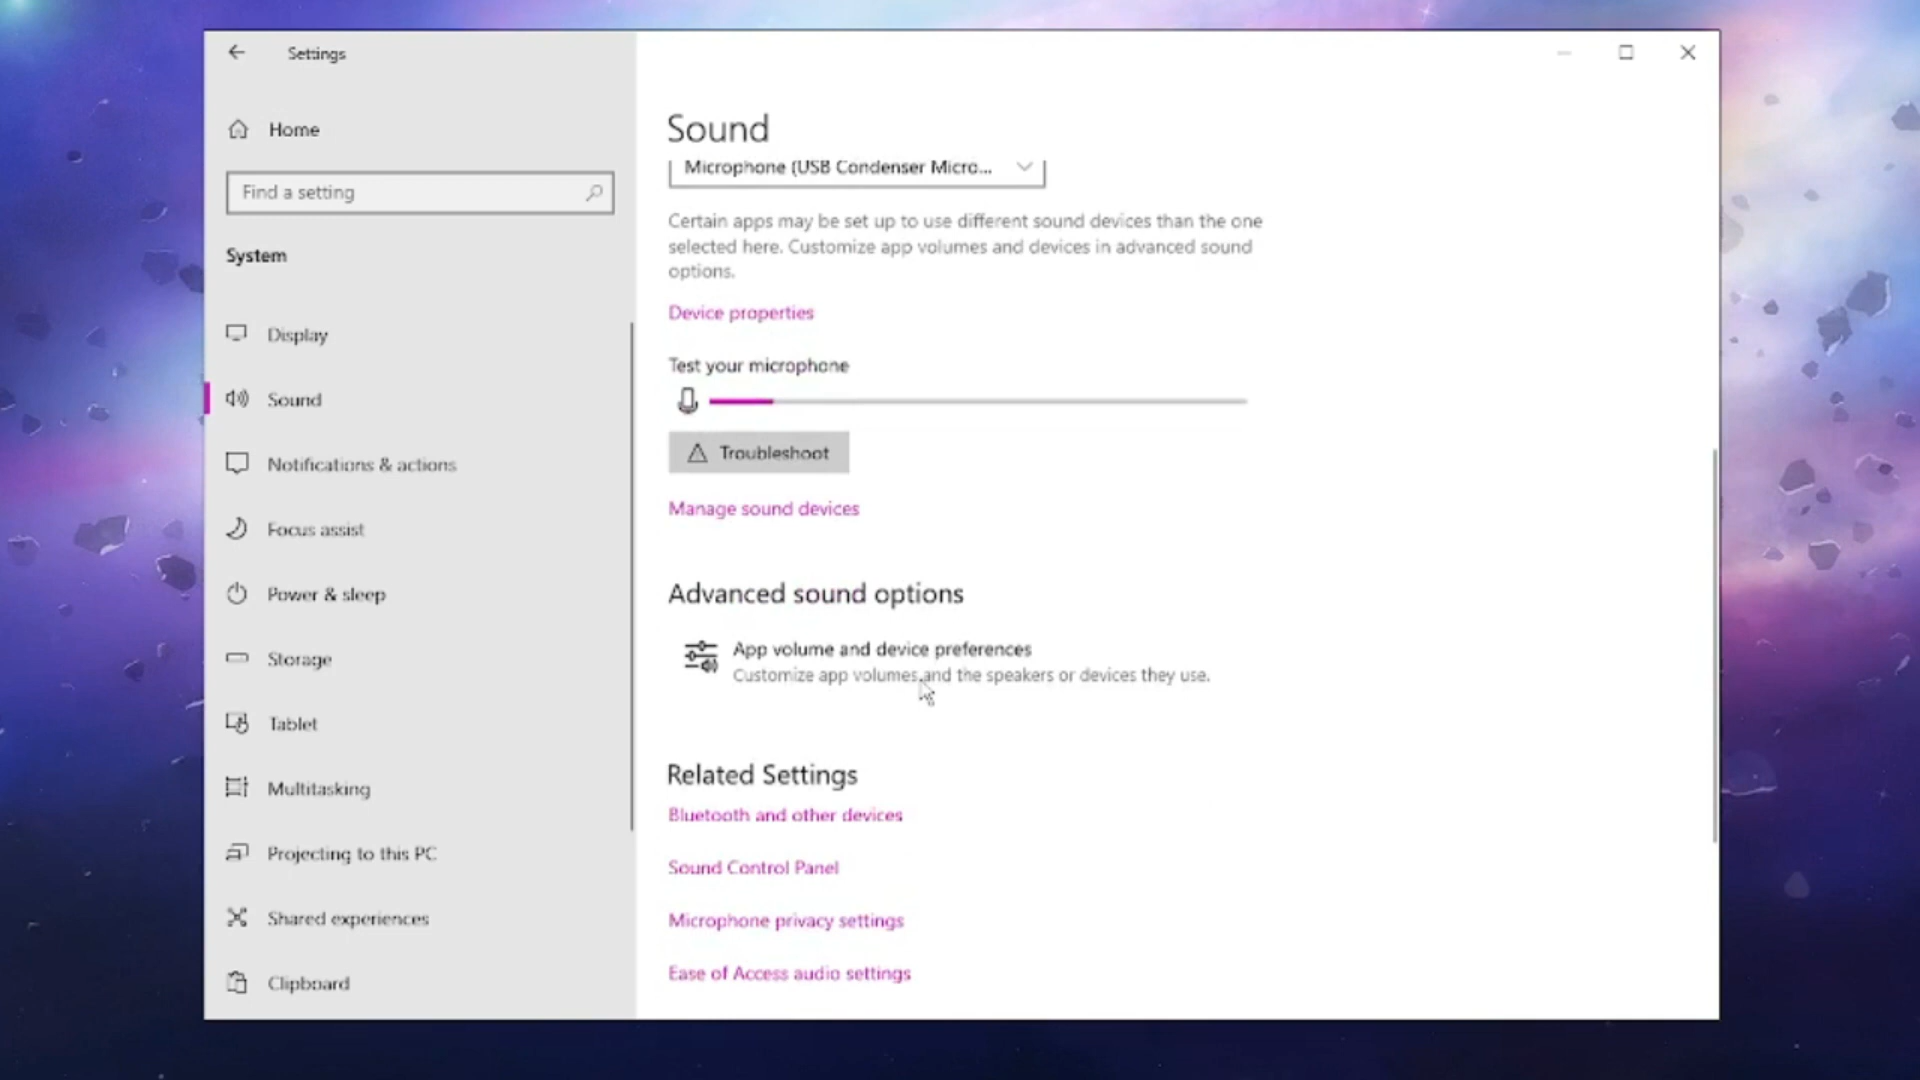 Settings
Home
Find a setting
System
Display
Sound
Notifications & actions
Focus assist
Power & sleep
Storage
Tablet
Multitasking
Projecting to this PC
Shared experiences
Clipboard
Sound
Microphone (USB Condenser Micro...
Certain apps may be set up to use different sound devices than the one
selected here. Customize app volumes and devices in advanced sound
options.
Device properties
Test your microphone
Troubleshoot
Manage sound devices
Advanced sound options
App volume and device preferences
Customize app volumes and the speakers or devices they use.
Related Settings
Bluetooth and other devices
Sound Control Panel
Microphone privacy settings
Ease of Access audio settings